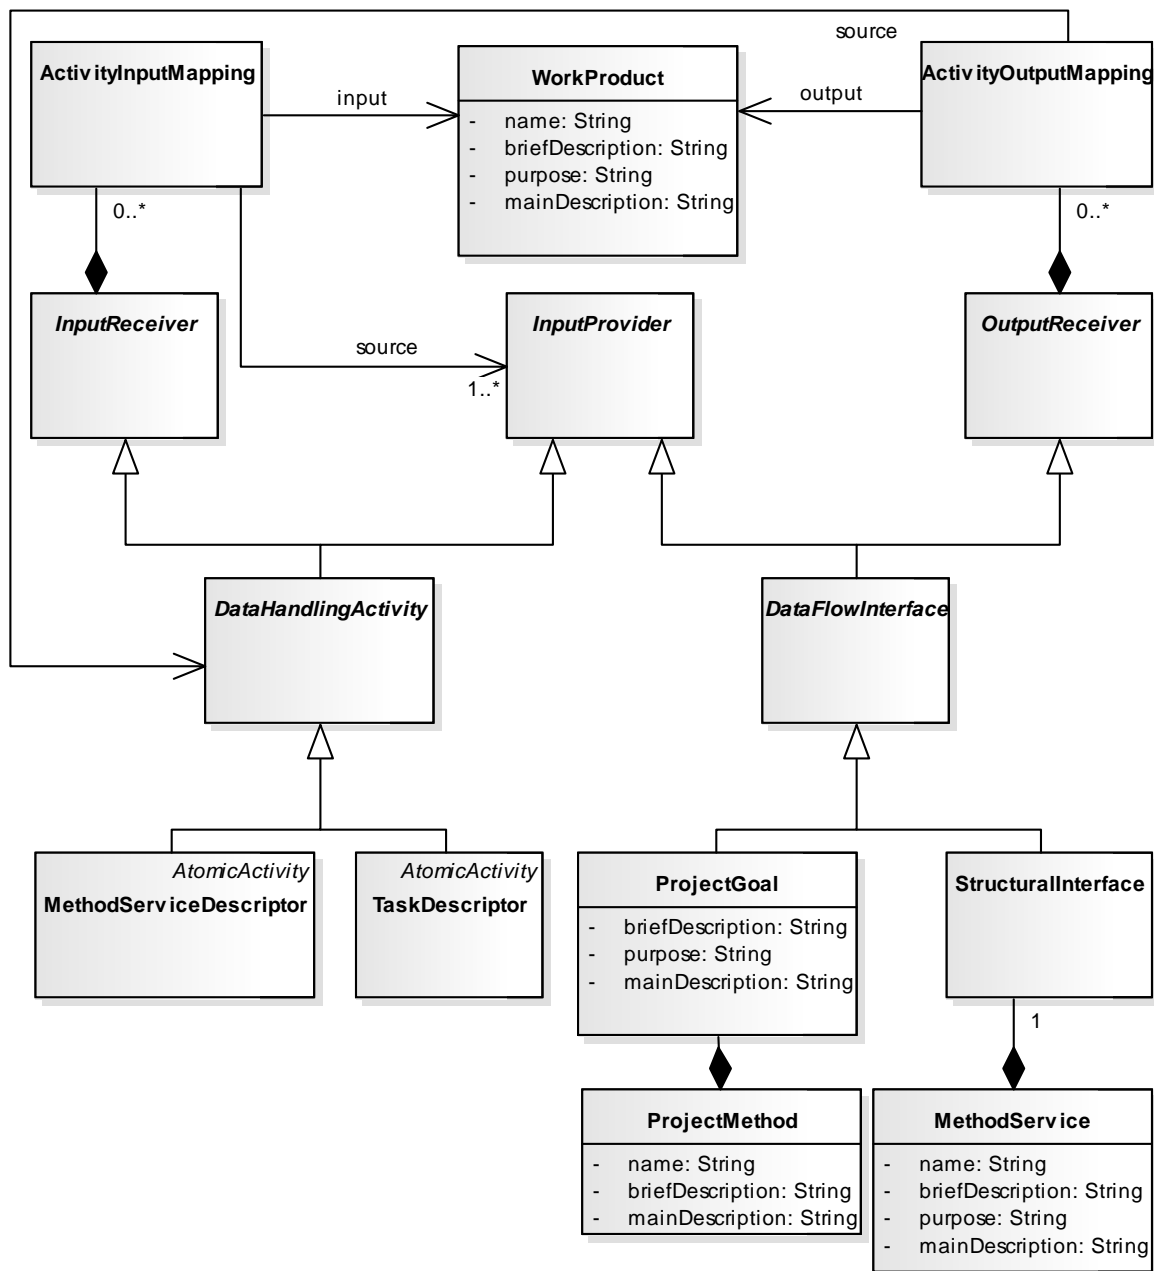 source
ActivityInputMapping
WorkProduct
- name: String
- briefDescription: String
- purpose: String
- mainDescription: String
ActivityOutputMapping
input
output
0..*
0..*
InputReceiver
InputProvider
OutputReceiver
source
1..*
DataHandlingActivity
DataFlowInterface
AtomicActivity
MethodServiceDescriptor
AtomicActivity
TaskDescriptor
ProjectGoal
- briefDescription: String
- purpose: String
- mainDescription: String
StructuralInterface
1
ProjectMethod
- name: String
- briefDescription: String
- mainDescription: String
MethodService
- name: String
- briefDescription: String
- purpose: String
- mainDescription: String